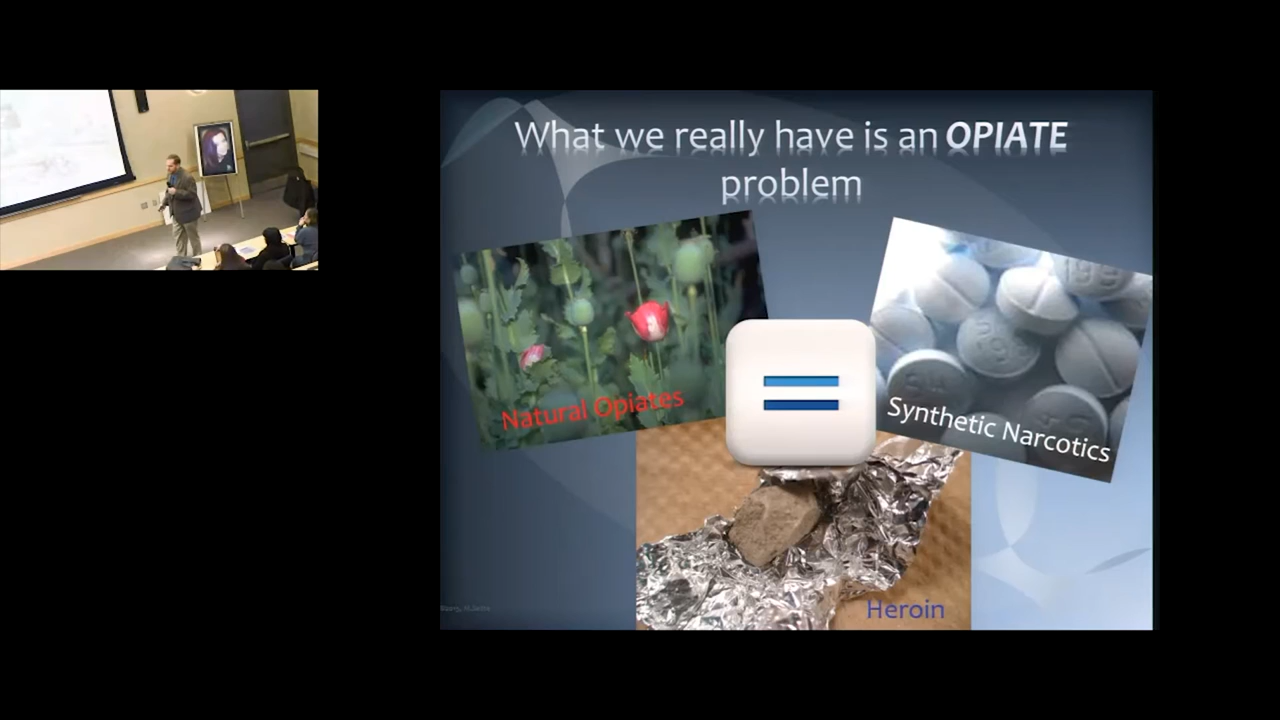 What we really have is an OPIATE
problem
Natural Opiates
Synthetic Narcotics
Heroin